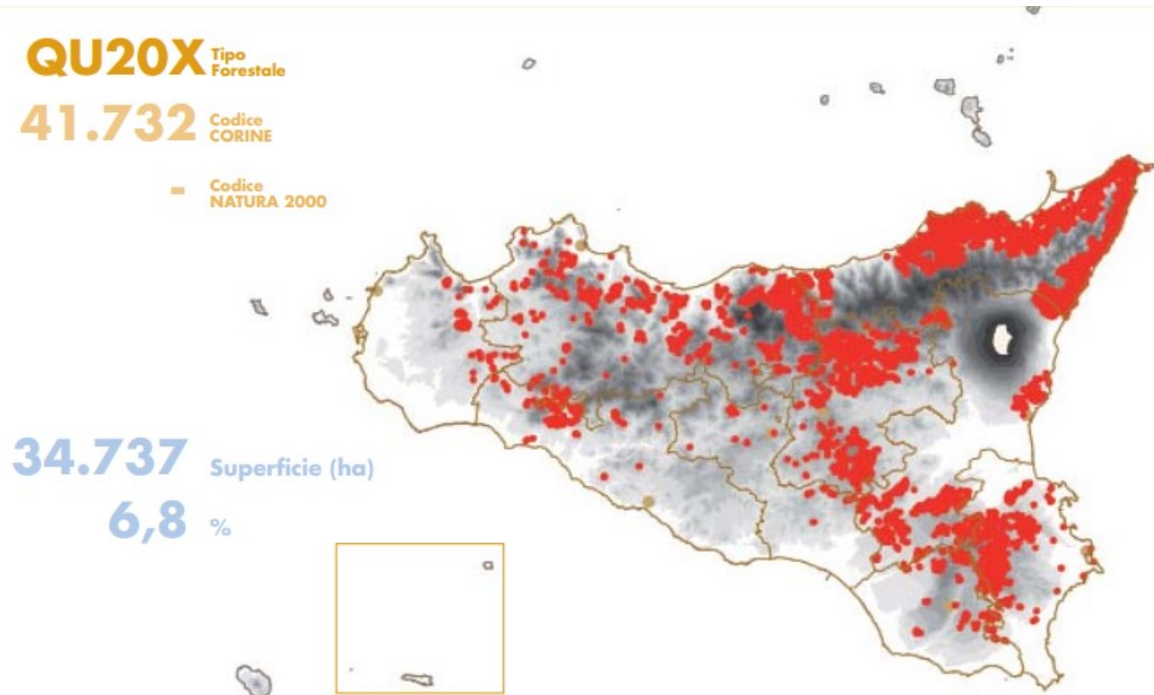 QU20X Tipo
Forestale
41.732 Codice
CORINE
- Codice
NATURA 2000
34.737 Superficie (ha)
6,8 %